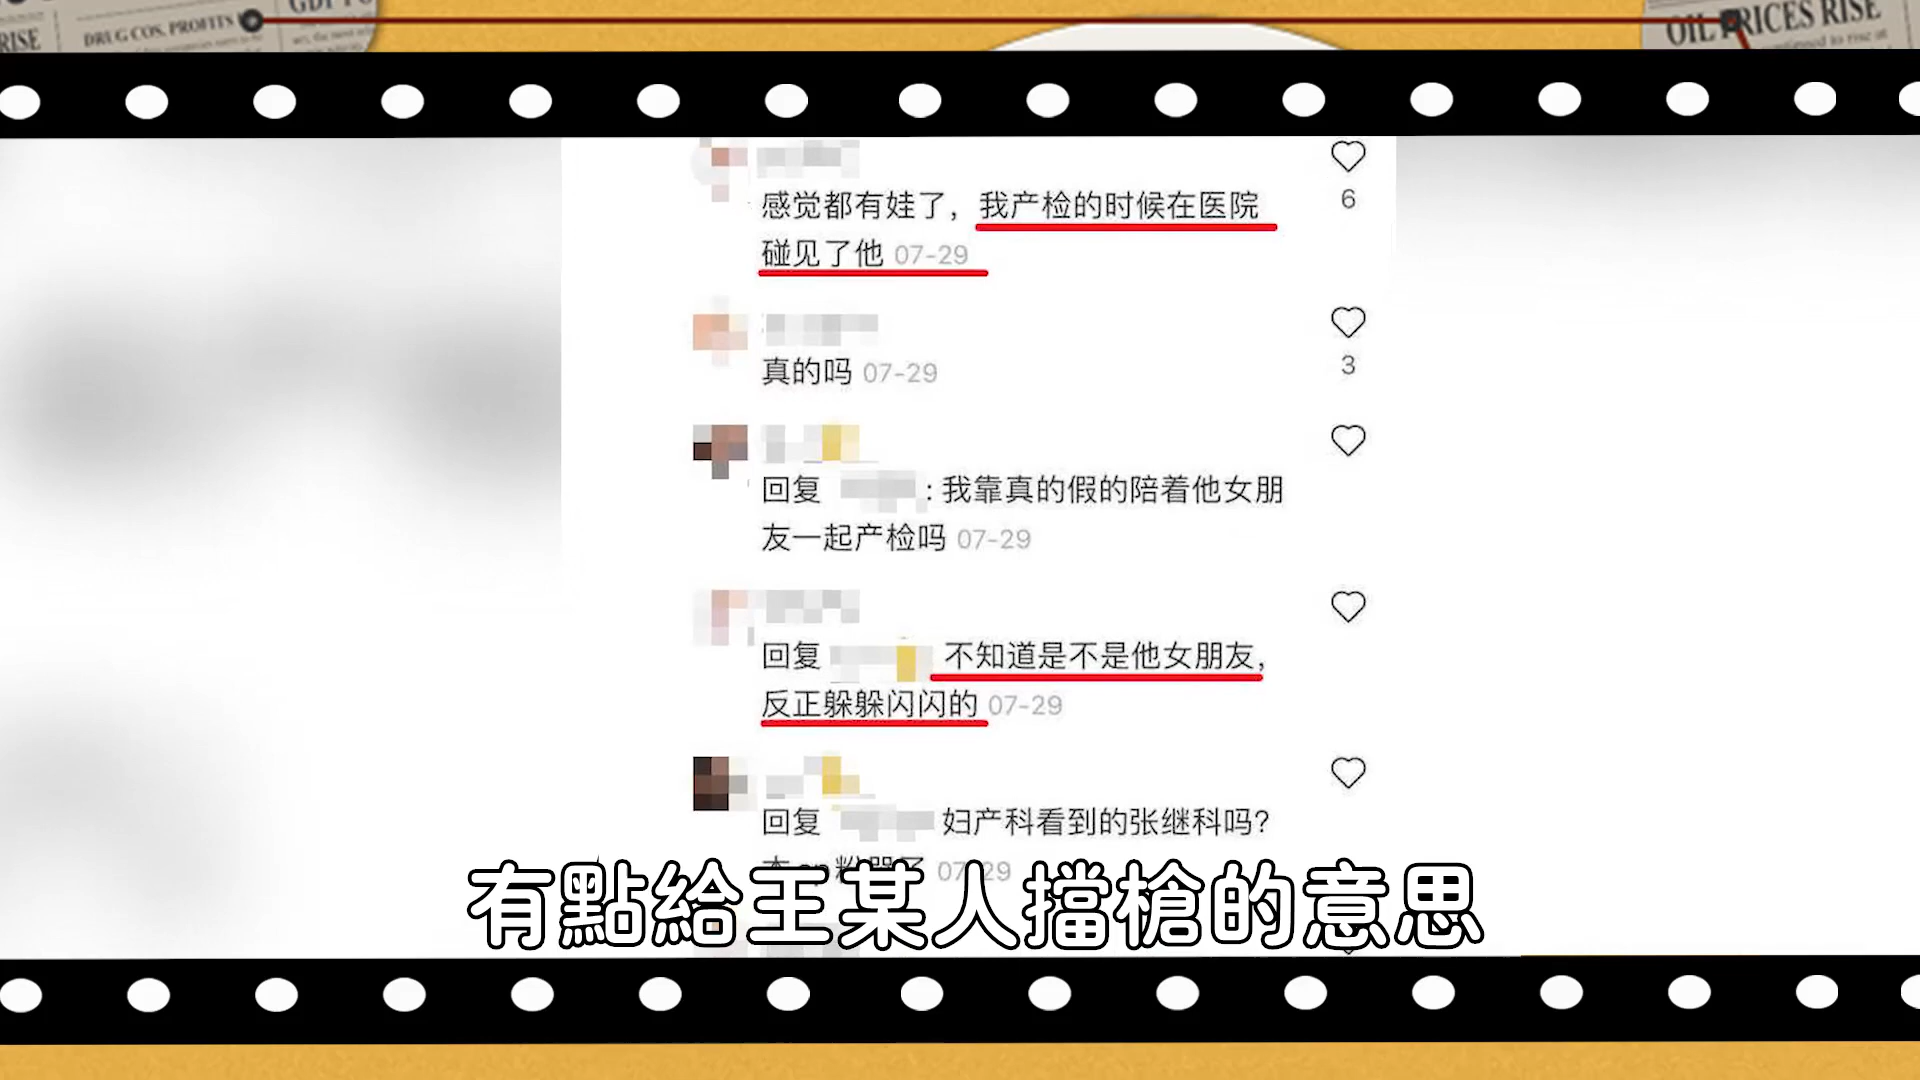 DRUG COS. PROFITS
RISE
OIL PRICES RISE
感觉都有娃了，我产检的时候在医院
6
碰见了他 07-29
真的吗 07-29
3
回复 : 我靠真的假的陪着他女朋
友一起产检吗 07-29
回复 不知道是不是他女朋友,
反正躲躲闪闪的 07-29
回复 妇产科看到的张继科吗?
有點給王某人擋槍的意思